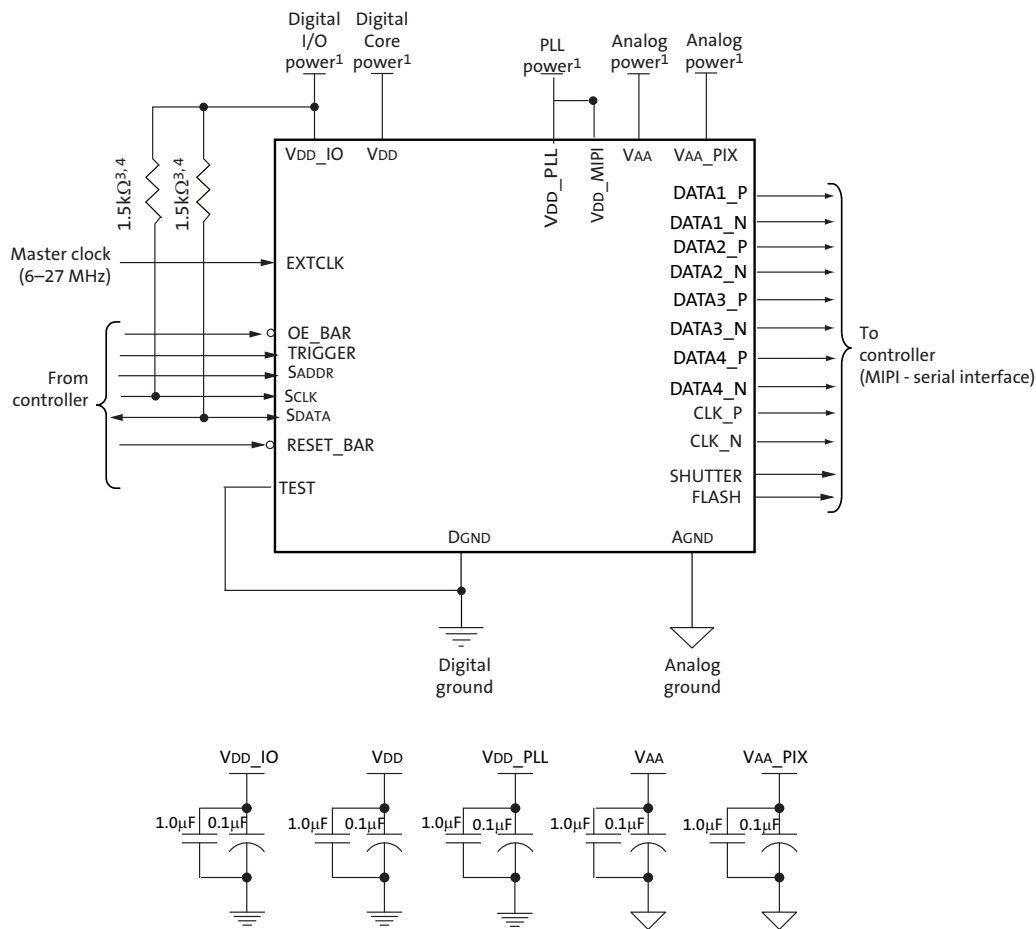 Digital
I/O
power1
Digital
Core
power1
PLL
power1
Analog
power1
Analog
power1
1.5kΩ3, 4
1.5kΩ3, 4
VDD_IO
VDD
VDD_PLL
VDD_MIPI
VAA
VAA_PIX
Master clock
(6–27 MHz)
EXTCLK
From
controller
OE_BAR
TRIGGER
SADDR
SCLK
SDATA
RESET_BAR
TEST
DATA1_P
DATA1_N
DATA2_P
DATA2_N
DATA3_P
DATA3_N
DATA4_P
DATA4_N
CLK_P
CLK_N
SHUTTER
FLASH
To
controller
(MIPI - serial interface)
DGND
AGND
Digital
ground
Analog
ground
VDD_IO
VDD
VDD_PLL
VAA
VAA_PIX
1.0μF 0.1μF
1.0μF 0.1μF
1.0μF 0.1μF
1.0μF 0.1μF
1.0μF 0.1μF